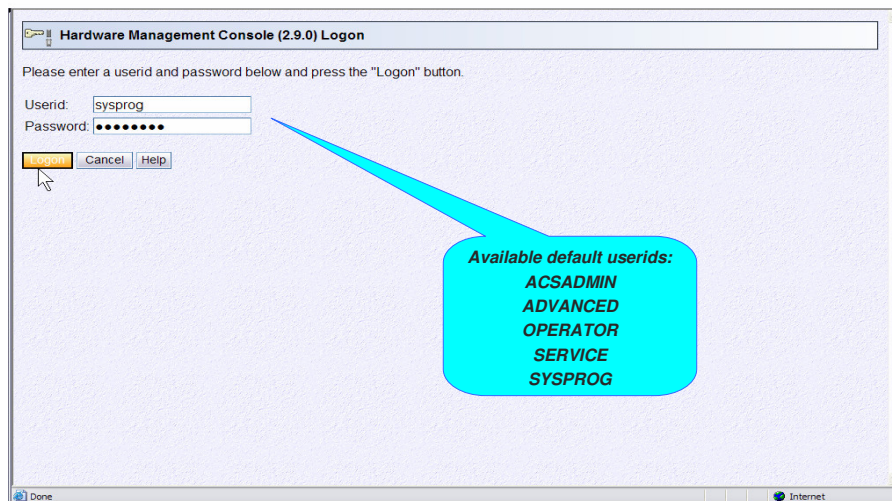 Hardware Management Console (2.9.0) Logon
Please enter a userid and password below and press the "Logon" button.
Userid: sysprog
Password: ●●●●●●●●
Logon Cancel Help
Available default userids:
ACSADMIN
ADVANCED
OPERATOR
SERVICE
SYSPROG
Done Internet